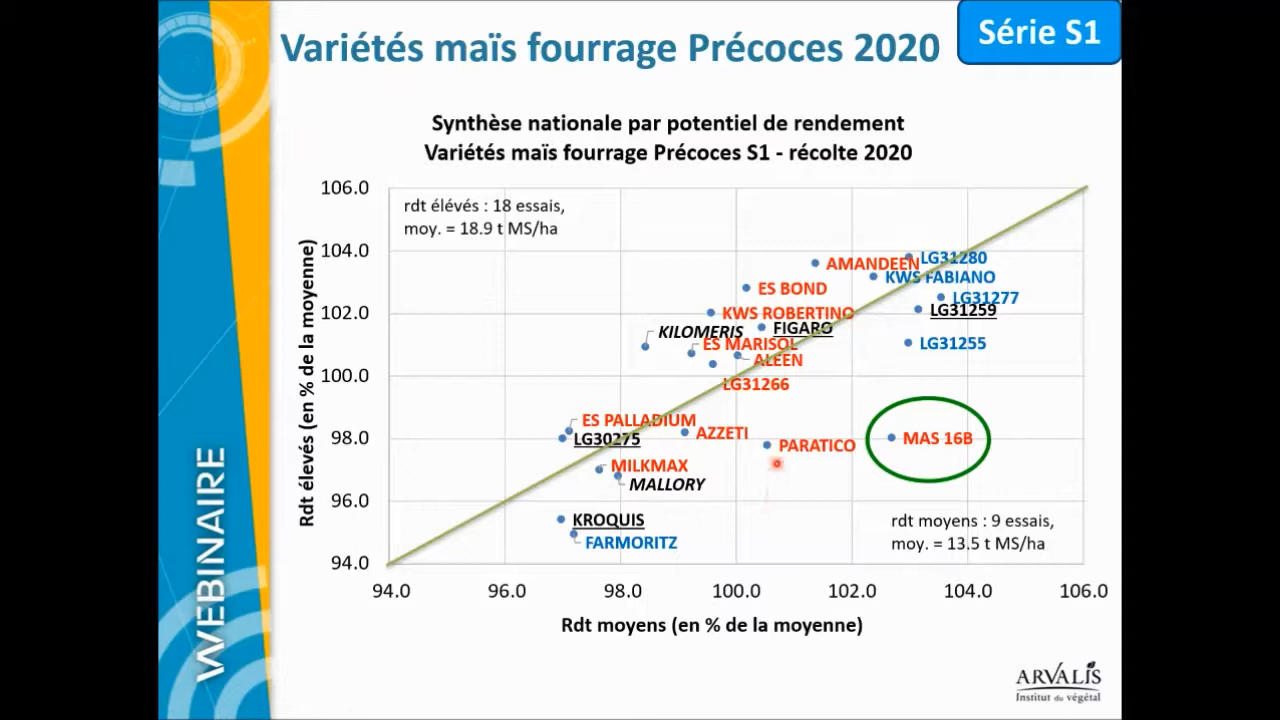 Variétés maïs fourrage Précoces 2020
Série S1
Synthèse nationale par potentiel de rendement
Variétés maïs fourrage Précoces S1 - récolte 2020
rdt élévés : 18 essais,
moy. = 18.9 t MS/ha
106.0
104.0
102.0
100.0
98.0
96.0
94.0
Rdt élevés (en % de la moyenne)
LG31280
AMANDEEN
KWS FABIANO
ES BOND
LG31277
LG31259
KWS ROBERTINO
FIGARO
KILOMERIS
ES MARISOL
LG31255
ALEEN
LG31266
ES PALLADIUM
AZZETI
LG30275
MAS 16B
PARATICO
MILKMAX
MALLORY
KROQUIS
FARMORITZ
rdt moyens : 9 essais,
moy. = 13.5 t MS/ha
94.0 96.0 98.0 100.0 102.0 104.0 106.0
Rdt moyens (en % de la moyenne)
WEBINAIRE
ARVALIS
Institut du végétal